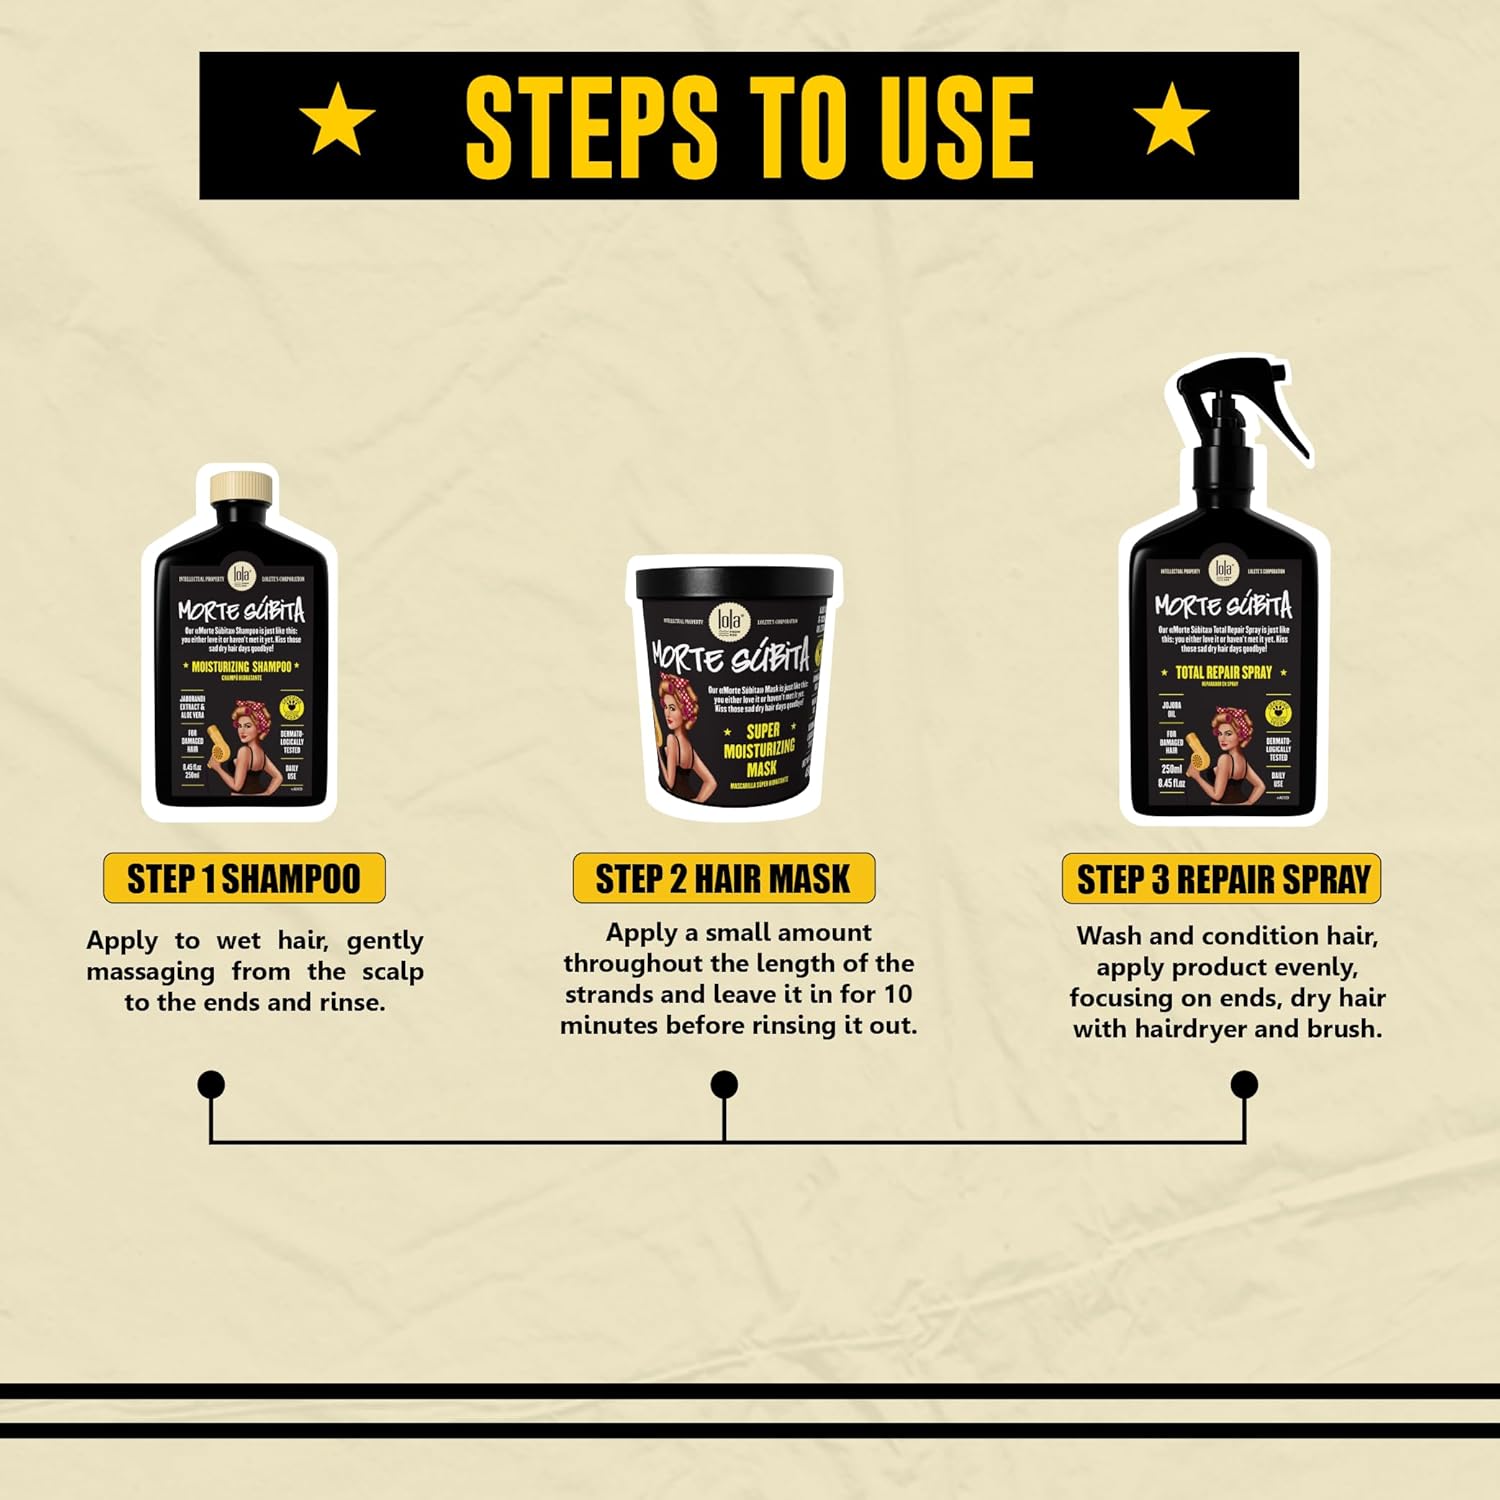 STEPS TO USE
INTELLECTUAL PROPERTY
lola
LOLETE'S CORPORATION
MORTE SÚBITA
Our «Morte Súbita» Shampoo is just like this:
you either love it or haven't met it yet. Kiss those
sad dry hair days goodbye!
MOISTURIZING SHAMPOO
CHAMPÚ HIDRATANTE
JABORANDI
EXTRACT &
ALOE VERA
FOR
DAMAGED
HAIR
8.45 fl.oz
250ml
DERMATO-
LOGICALLY
TESTED
DAILY
USE
INTELLECTUAL PROPERTY
lola
LOLETE'S CORPORATION
MORTE SÚBITA
Our «Morte Súbita» Mask is just like this:
you either love it or haven't met it yet.
Kiss those sad dry hair days goodbye!
SUPER
MOISTURIZING
MASK
MASCARILLA SÚPER HIDRATANTE
INTELLECTUAL PROPERTY
lola
LOLETE'S CORPORATION
MORTE SÚBITA
Our «Morte Súbita» Total Repair Spray is just like
this: you either love it or haven't met it yet. Kiss
those sad dry hair days goodbye!
TOTAL REPAIR SPRAY
REPARADOR EN SPRAY
JOJOBA
OIL
FOR
DAMAGED
HAIR
250ml
8.45 fl.oz
DERMATO-
LOGICALLY
TESTED
DAILY
USE
STEP 1 SHAMPOO
Apply to wet hair, gently
massaging from the scalp
to the ends and rinse.
STEP 2 HAIR MASK
Apply a small amount
throughout the length of the
strands and leave it in for 10
minutes before rinsing it out.
STEP 3 REPAIR SPRAY
Wash and condition hair,
apply product evenly,
focusing on ends, dry hair
with hairdryer and brush.